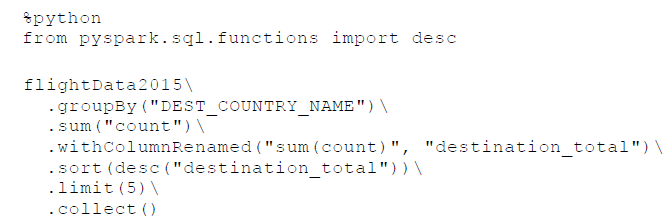 %python
from pyspark.sql.functions import desc
flightData2015\
.groupBy("DEST_COUNTRY_NAME")\
.sum("count")\
.withColumnRenamed("sum(count)", "destination_total")\
.sort(desc("destination_total"))\
.limit(5)\
.collect()